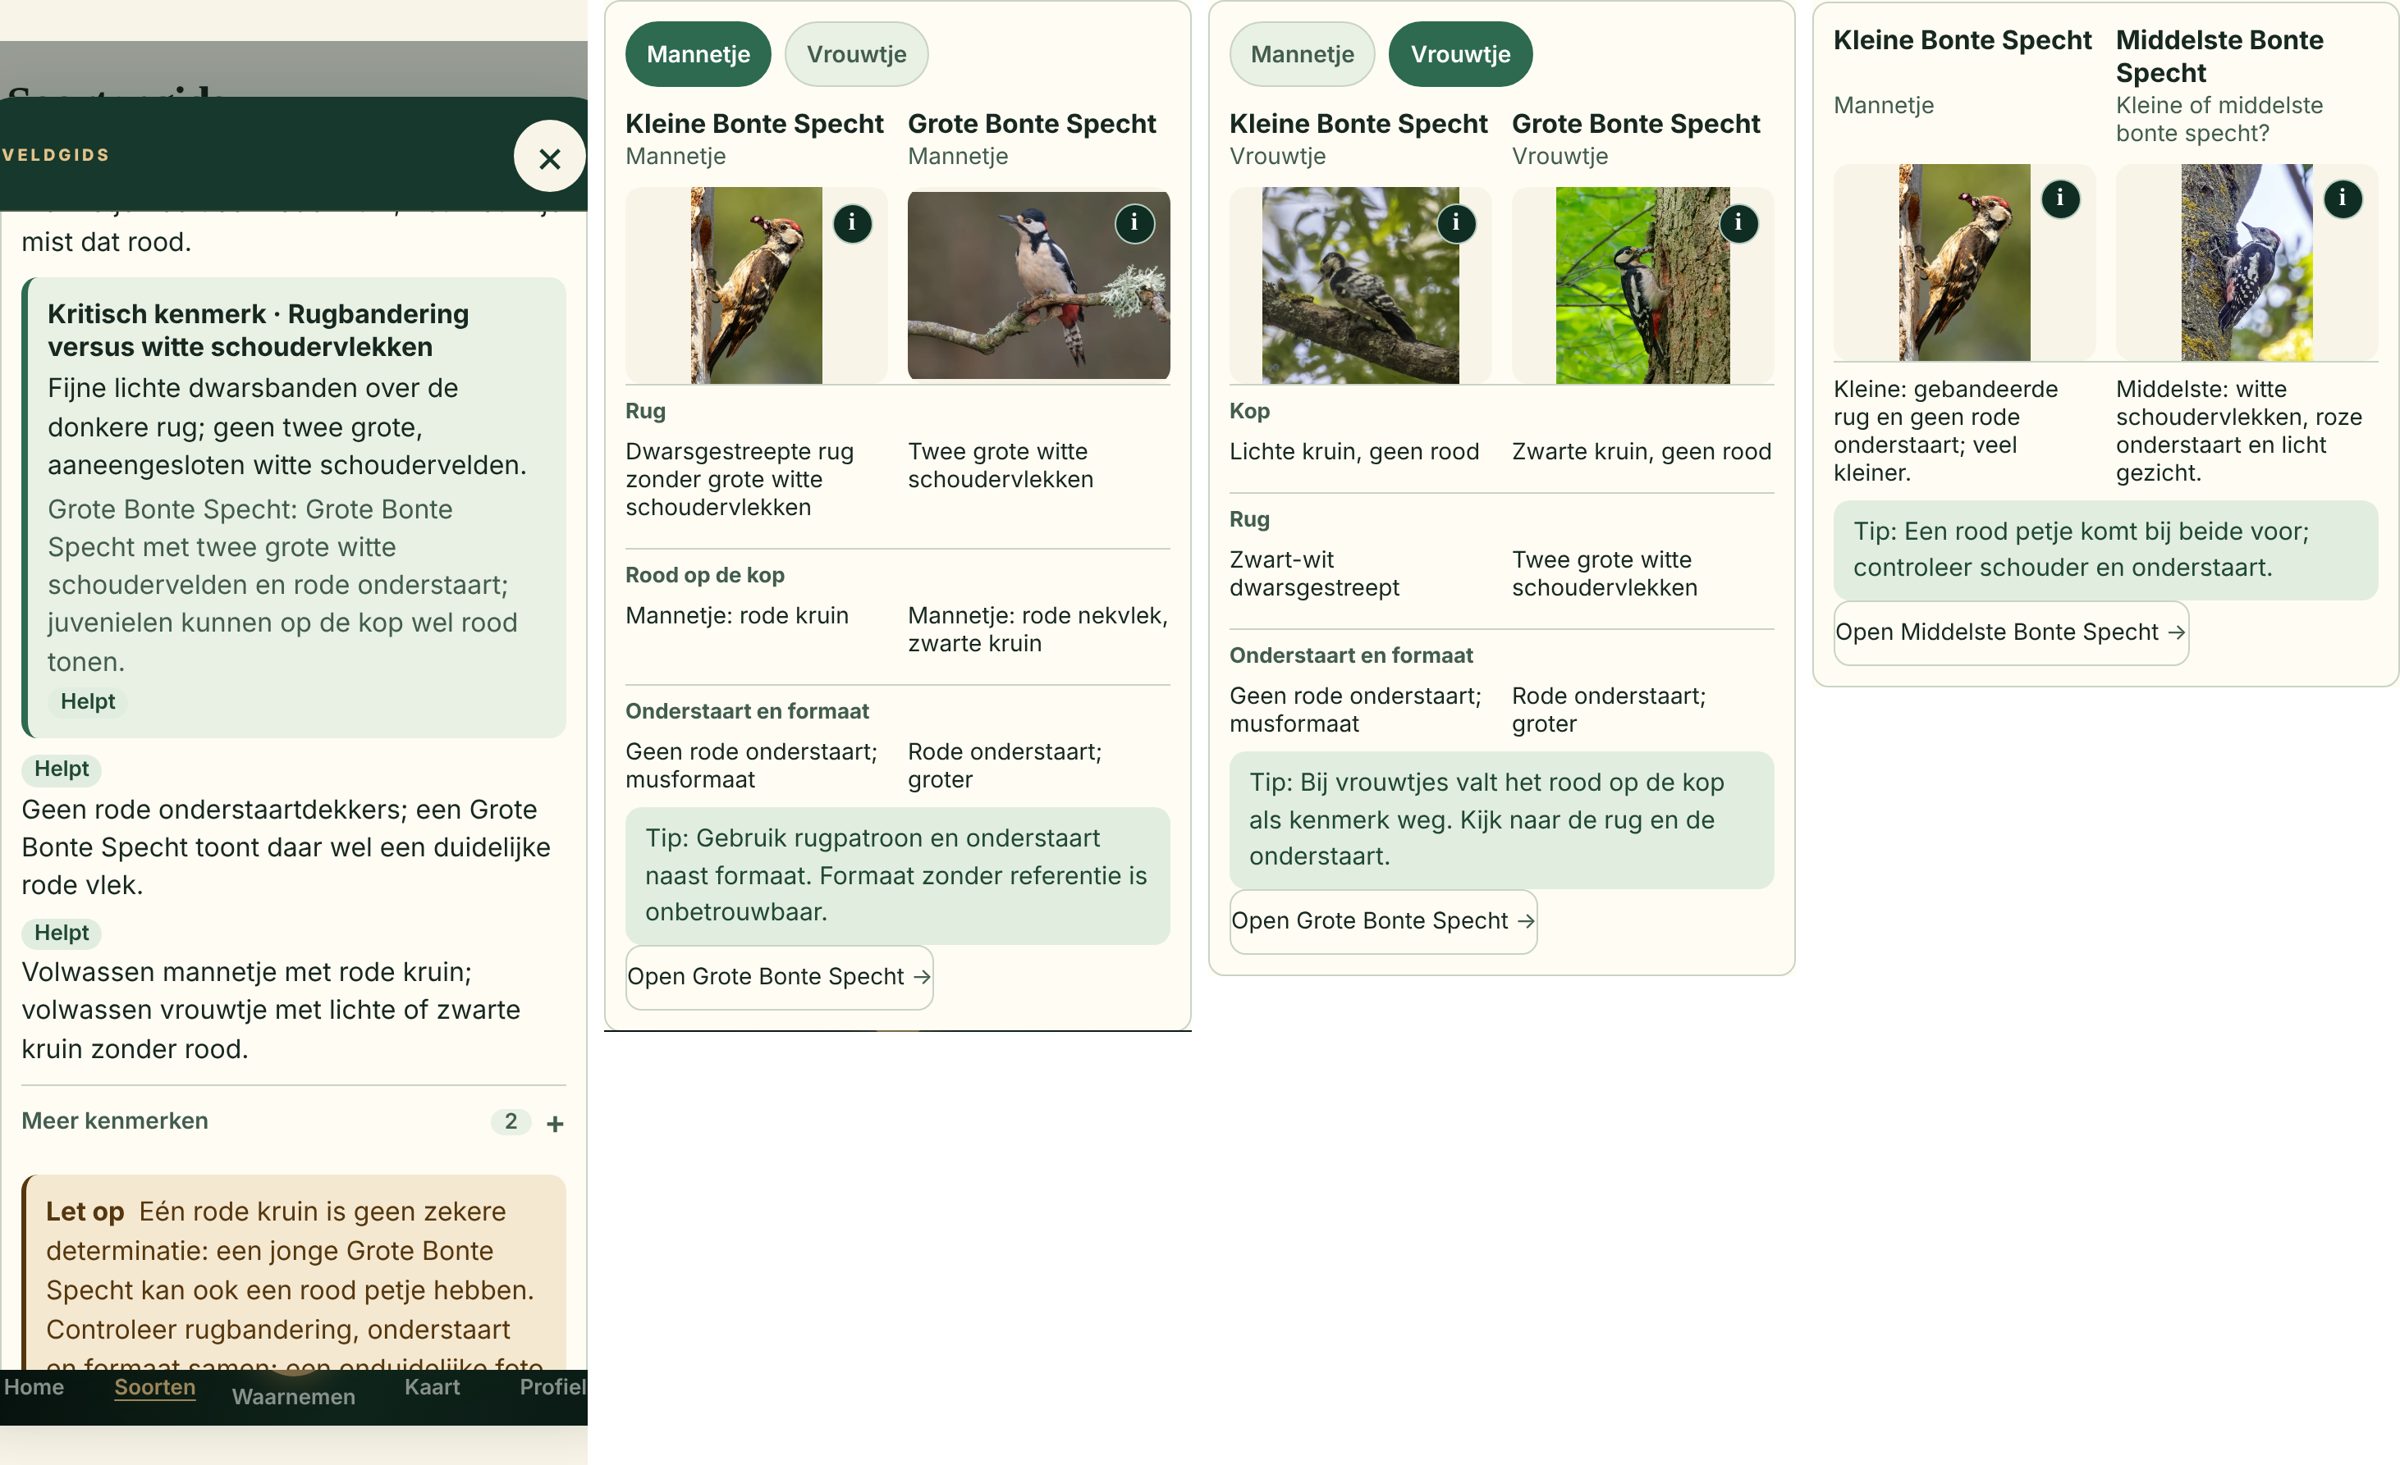 VELDGIDS
×
mist dat rood.
Kritisch kenmerk · Rugbandering
versus witte schoudervlekken
Fijne lichte dwarsbanden over de
donkere rug; geen twee grote,
aaneengesloten witte schoudervelden.
Grote Bonte Specht: Grote Bonte
Specht met twee grote witte
schoudervelden en rode onderstaart;
juvenielen kunnen op de kop wel rood
tonen.
Helpt
Helpt
Geen rode onderstaartdekkers; een Grote
Bonte Specht toont daar wel een duidelijke
rode vlek.
Helpt
Volwassen mannetje met rode kruin;
volwassen vrouwtje met lichte of zwarte
kruin zonder rood.
Meer kenmerken 2 +
Let op Eén rode kruin is geen zekere
determinatie: een jonge Grote Bonte
Specht kan ook een rood petje hebben.
Controleer rugbandering, onderstaart
en formaat samen; een onduidelijke foto
Home Soorten Waarnemen Kaart Profiel
Mannetje Vrouwtje
Kleine Bonte Specht Grote Bonte Specht
Mannetje Mannetje
i i
Rug
Dwarsgestreepte rug
zonder grote witte
schoudervlekken
Twee grote witte
schoudervlekken
Rood op de kop
Mannetje: rode kruin
Mannetje: rode nekvlek,
zwarte kruin
Onderstaart en formaat
Geen rode onderstaart;
musformaat
Rode onderstaart;
groter
Tip: Gebruik rugpatroon en onderstaart
naast formaat. Formaat zonder referentie is
onbetrouwbaar.
Open Grote Bonte Specht →
Mannetje Vrouwtje
Kleine Bonte Specht Grote Bonte Specht
Vrouwtje Vrouwtje
i i
Kop
Lichte kruin, geen rood
Zwarte kruin, geen rood
Rug
Zwart-wit
dwarsgestreept
Twee grote witte
schoudervlekken
Onderstaart en formaat
Geen rode onderstaart;
musformaat
Rode onderstaart;
groter
Tip: Bij vrouwtjes valt het rood op de kop
als kenmerk weg. Kijk naar de rug en de
onderstaart.
Open Grote Bonte Specht →
Kleine Bonte Specht
Mannetje
Middelste Bonte
Specht
Kleine of middelste
bonte specht?
i i
Kleine: gebandeerde
rug en geen rode
onderstaart; veel
kleiner.
Middelste: witte
schoudervlekken, roze
onderstaart en licht
gezicht.
Tip: Een rood petje komt bij beide voor;
controleer schouder en onderstaart.
Open Middelste Bonte Specht →